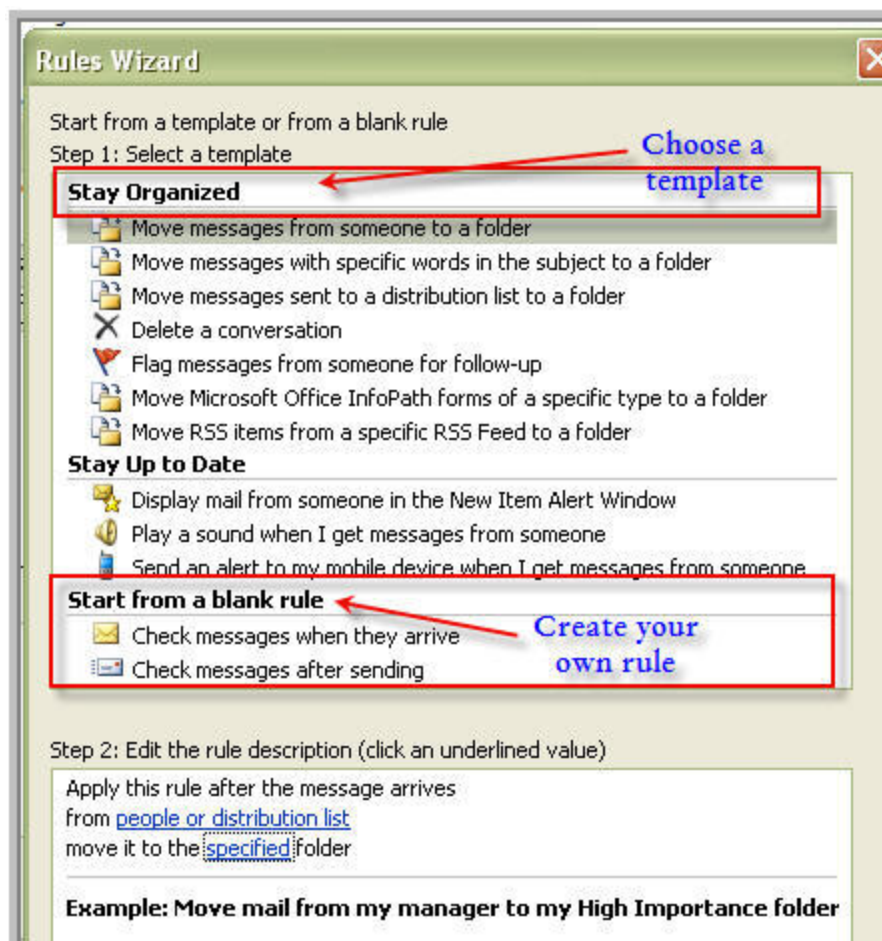 Rules Wizard
Start from a template or from a blank rule
Step 1: Select a template
Choose a
template
Stay Organized
Move messages from someone to a folder
Move messages with specific words in the subject to a folder
Move messages sent to a distribution list to a folder
Delete a conversation
Flag messages from someone for follow-up
Move Microsoft Office InfoPath forms of a specific type to a folder
Move RSS items from a specific RSS Feed to a folder
Stay Up to Date
Display mail from someone in the New Item Alert Window
Play a sound when I get messages from someone
Send an alert to my mobile device when I get messages from someone
Start from a blank rule
Create your
own rule
Check messages when they arrive
Check messages after sending
Step 2: Edit the rule description (click an underlined value)
Apply this rule after the message arrives
from people or distribution list
move it to the specified folder
Example: Move mail from my manager to my High Importance folder